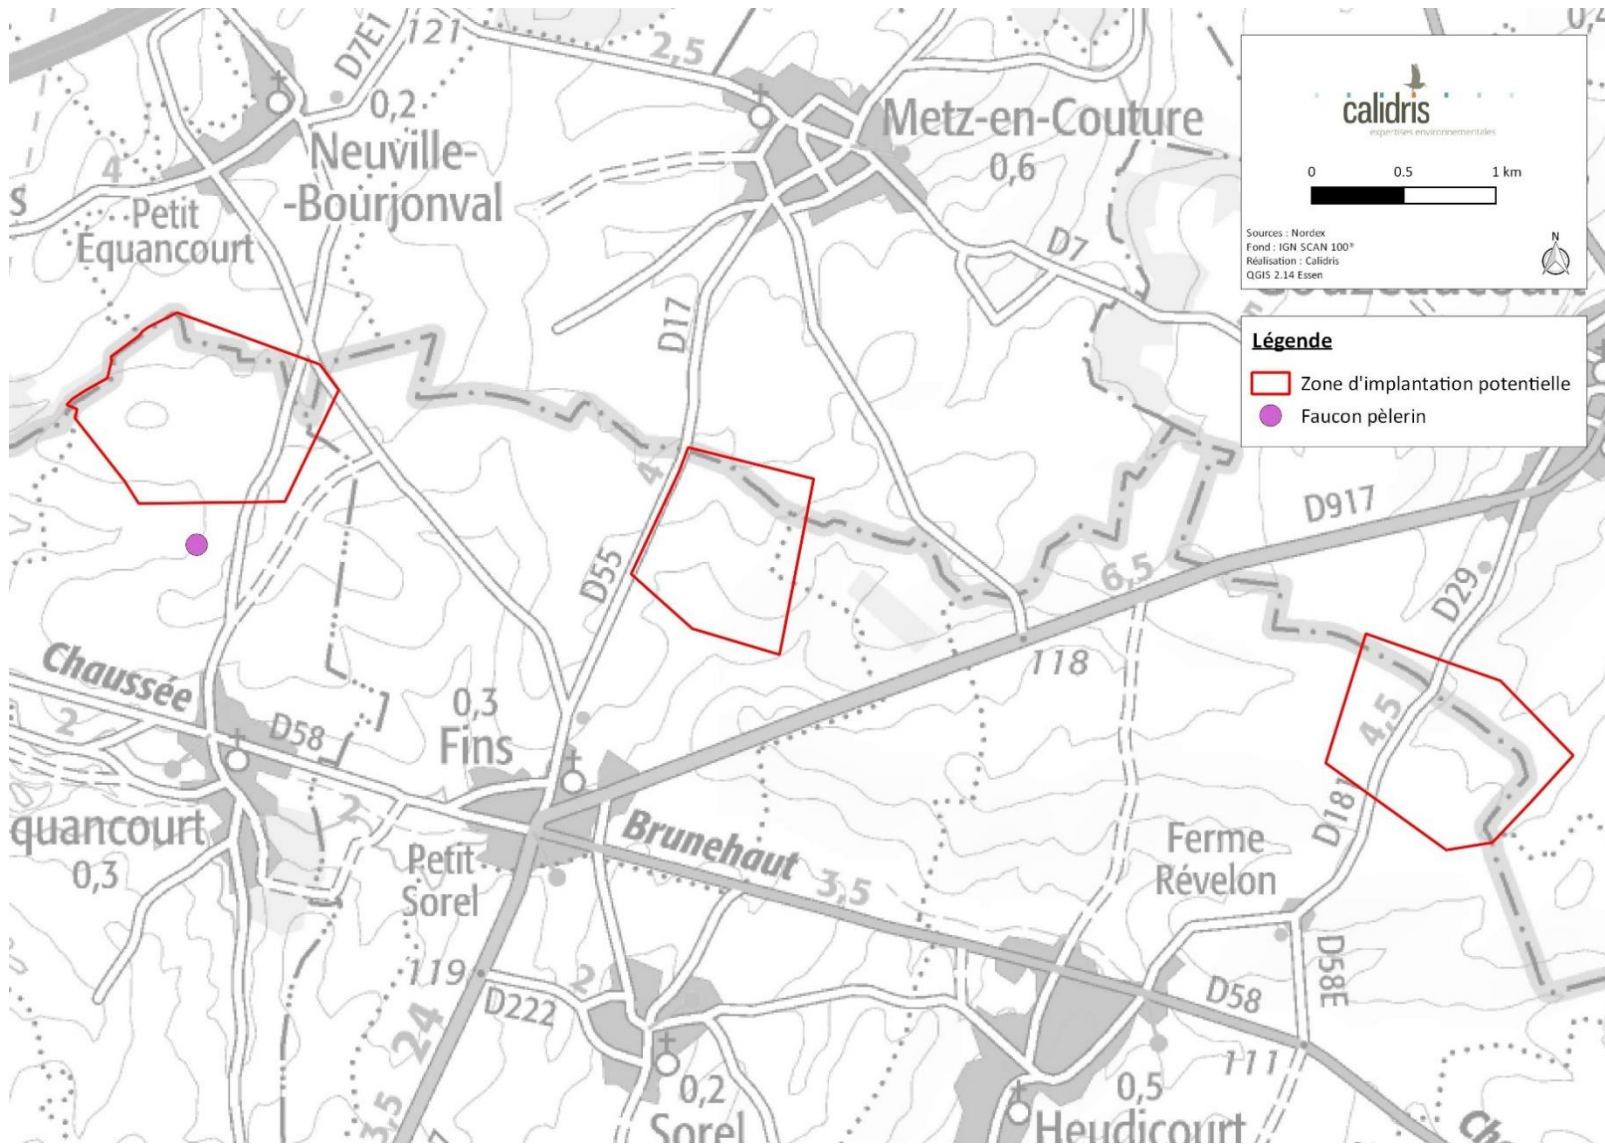 121
D7E1
2,5
0,2
Neuville-
-Bourjonval
4
s
Petit
Equancourt
Metz-en-Couture
0,6
D7
D17
calidris
expertises environnementales
0 0.5 1 km
Sources : Nordex
Fond : IGN SCAN 100®
Réalisation : Calidris
QGIS 2.14 Essen
N
Légende
Zone d'implantation potentielle
Faucon pèlerin
4
D55
D917
6,5
D29
118
4,5
D181
Chaussée
2
D58
0,3
Fins
2
quancourt
0,3
Petit
Sorel
Brunehaut
3,5
Ferme
Révelon
119
D222
2
24
3,5
0,2
Sorel
D58
D58E
111
0,5
Heudicourt